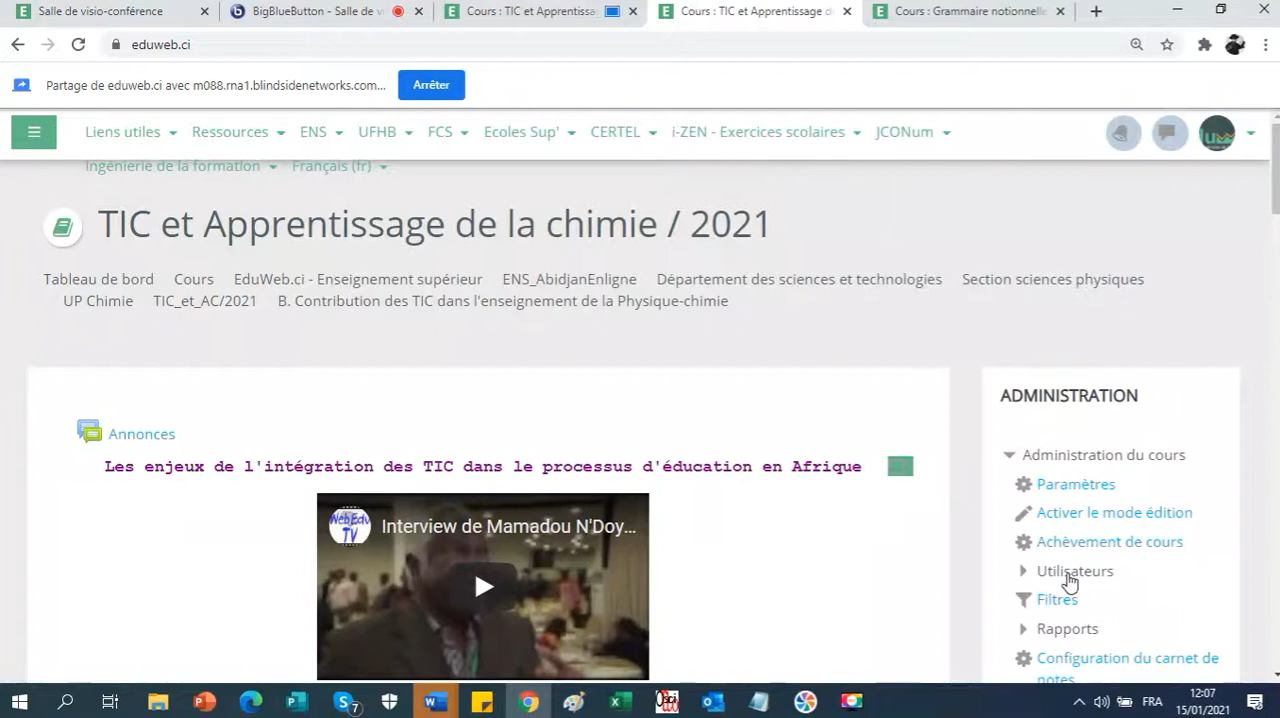 Salle de visio-conférence
BigBlueButton - Salle de vi
Cours : TIC et Apprentissa
Cours : TIC et Apprentissage d
Cours : Grammaire notionnelle
eduweb.ci
Partage de eduweb.ci avec m088.rna1.blindsidenetworks.com...
Arrêter
Liens utiles
Ressources
ENS
UFHB
FCS
Ecoles Sup'
CERTEL
i-ZEN - Exercices scolaires
JCONum
Ingénierie de la formation
Français (fr)
TIC et Apprentissage de la chimie / 2021
Tableau de bord Cours EduWeb.ci - Enseignement supérieur ENS_AbidjanEnligne Département des sciences et technologies Section sciences physiques
UP Chimie TIC_et_AC/2021 B. Contribution des TIC dans l'enseignement de la Physique-chimie
Annonces
Les enjeux de l'intégration des TIC dans le processus d'éducation en Afrique
WebEdu TV
Interview de Mamadou N'Doy...
ADMINISTRATION
Administration du cours
Paramètres
Activer le mode édition
Achèvement de cours
Utilisateurs
Filtres
Rapports
Configuration du carnet de
notes
7
FRA
12:07
15/01/2021